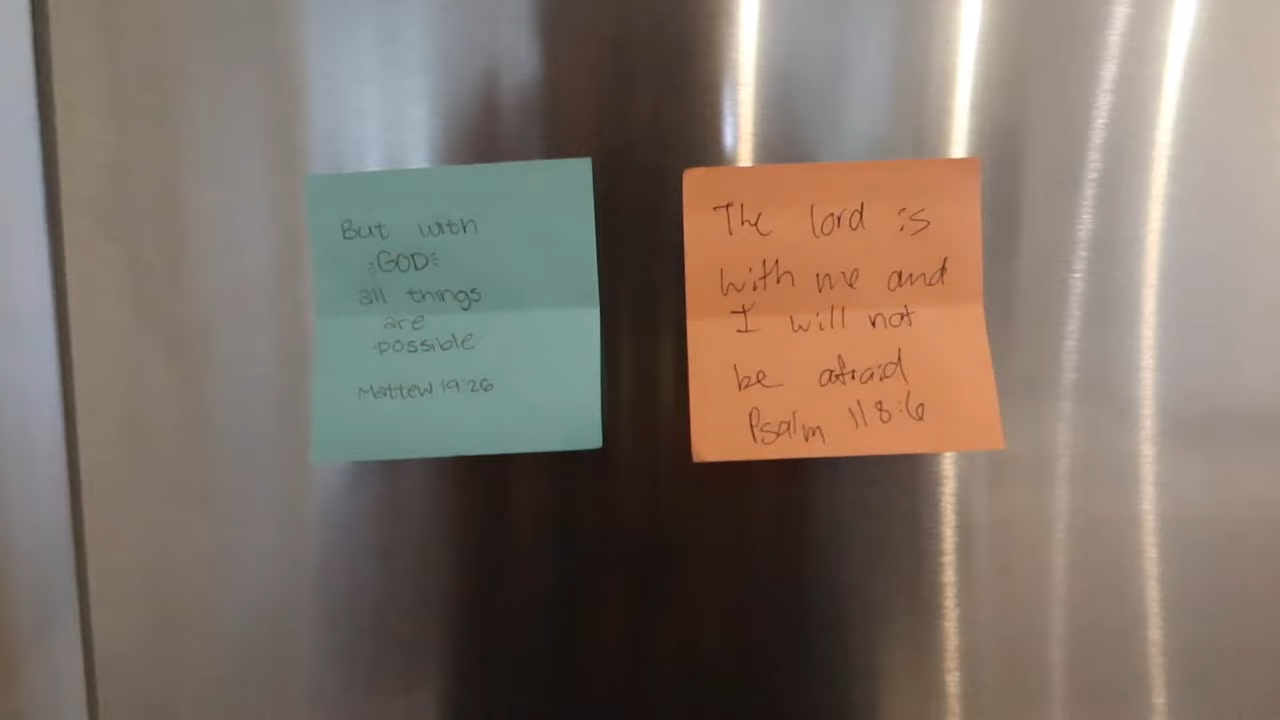 But with
GOD
all things
are
possible
Mattew 19:26
The lord is
with me and
I will not
be afraid
Psalm 118:6